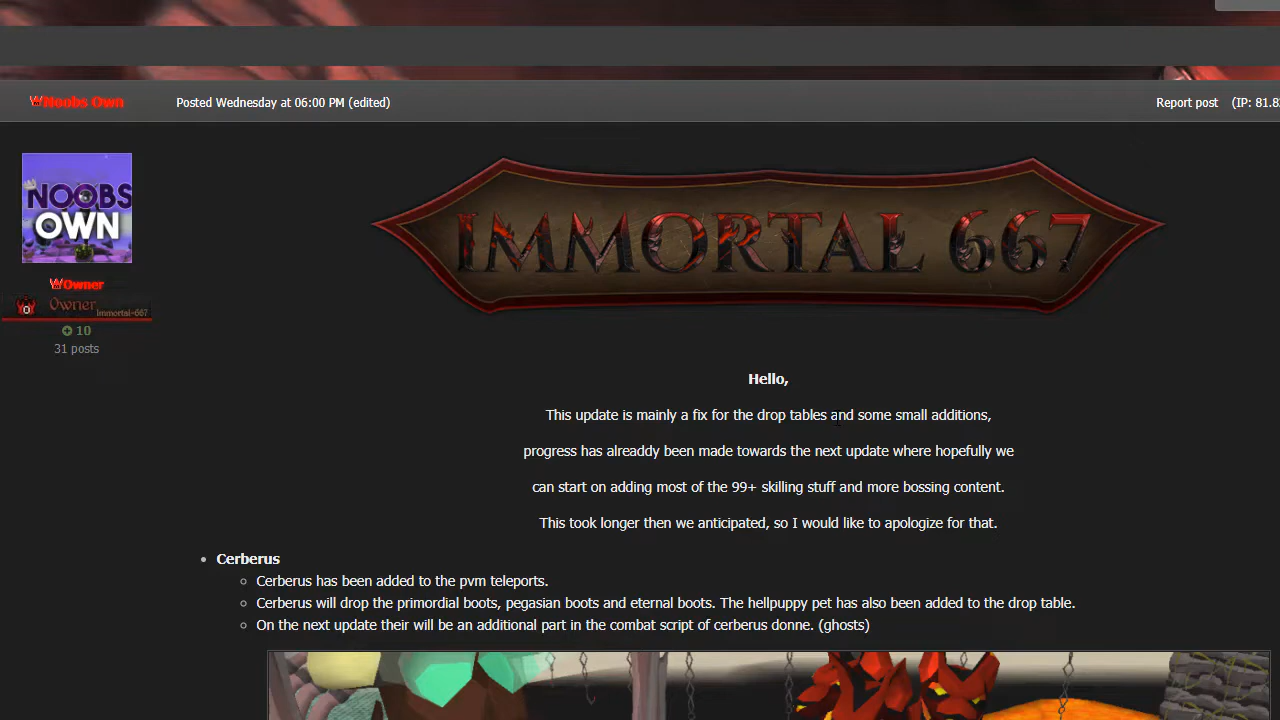 Noobs Own
Posted Wednesday at 06:00 PM (edited)
Report post (IP: 81.8
NOOBS
OWN
IMMORTAL 667
Owner
0 Owner Immortal-667
10
31 posts
Hello,
This update is mainly a fix for the drop tables and some small additions,
progress has alreaddy been made towards the next update where hopefully we
can start on adding most of the 99+ skilling stuff and more bossing content.
This took longer then we anticipated, so I would like to apologize for that.
Cerberus
Cerberus has been added to the pvm teleports.
Cerberus will drop the primordial boots, pegasian boots and eternal boots. The hellpuppy pet has also been added to the drop table.
On the next update their will be an additional part in the combat script of cerberus donne. (ghosts)